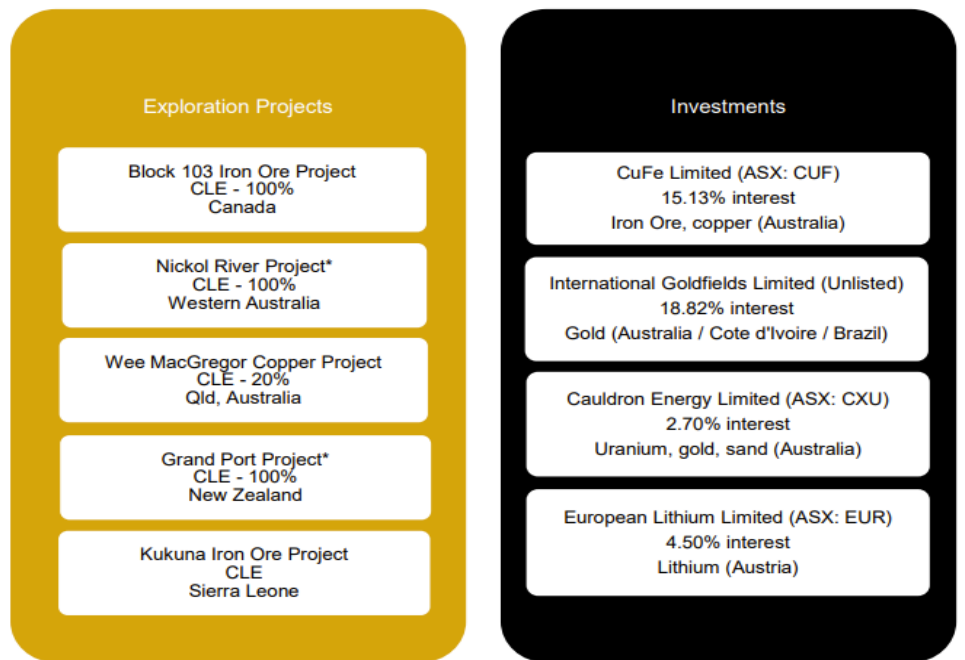 Exploration Projects
Block 103 Iron Ore Project
CLE - 100%
Canada
Nickol River Project*
CLE - 100%
Western Australia
Wee MacGregor Copper Project
CLE - 20%
Qld, Australia
Grand Port Project*
CLE - 100%
New Zealand
Kukuna Iron Ore Project
CLE
Sierra Leone
Investments
CuFe Limited (ASX: CUF)
15.13% interest
Iron Ore, copper (Australia)
International Goldfields Limited (Unlisted)
18.82% interest
Gold (Australia / Cote d'Ivoire / Brazil)
Cauldron Energy Limited (ASX: CXU)
2.70% interest
Uranium, gold, sand (Australia)
European Lithium Limited (ASX: EUR)
4.50% interest
Lithium (Austria)